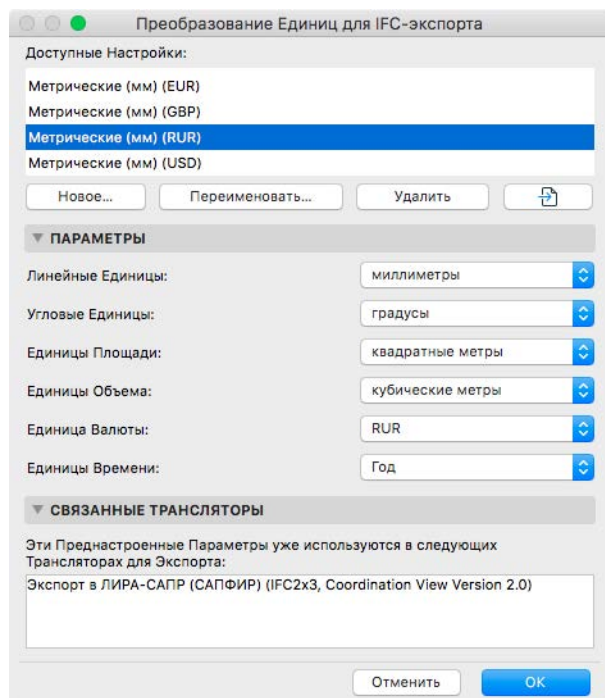 Преобразование Единиц для IFC-экспорта
Доступные Настройки:
Метрические (мм) (EUR)
Метрические (мм) (GBP)
Метрические (мм) (RUR)
Метрические (мм) (USD)
Новое... Переименовать... Удалить
ПАРАМЕТРЫ
Линейные Единицы: миллиметры
Угловые Единицы: градусы
Единицы Площади: квадратные метры
Единицы Объема: кубические метры
Единица Валюты: RUR
Единицы Времени: Год
СВЯЗАННЫЕ ТРАНСЛЯТОРЫ
Эти Преднастроенные Параметры уже используются в следующих
Трансляторах для Экспорта:
Экспорт в ЛИРА-САПР (САПФИР) (IFC2x3, Coordination View Version 2.0)
Отменить OK